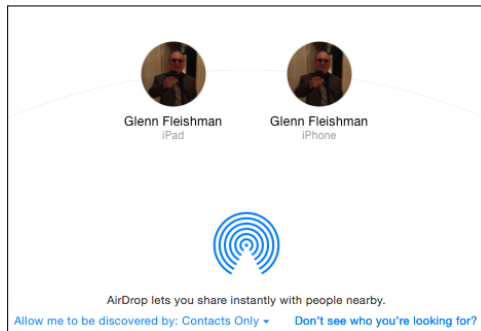 Glenn Fleishman
iPad
Glenn Fleishman
iPhone
AirDrop lets you share instantly with people nearby.
Allow me to be discovered by: Contacts Only
Don't see who you're looking for?